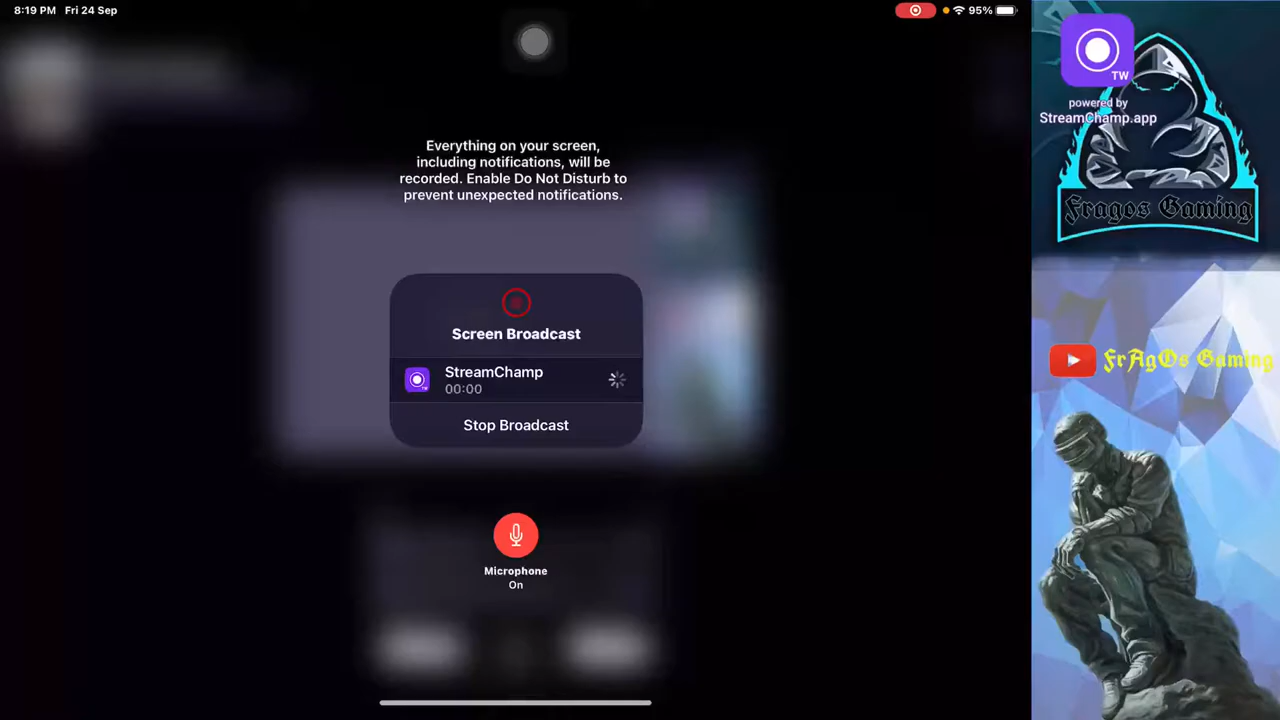 8:19 PM Fri 24 Sep
95%
Everything on your screen,
including notifications, will be
recorded. Enable Do Not Disturb to
prevent unexpected notifications.
Screen Broadcast
StreamChamp
00:00
Stop Broadcast
Microphone
On
TW
powered by
StreamChamp.app
Fragos Gaming
FrAgOs Gaming